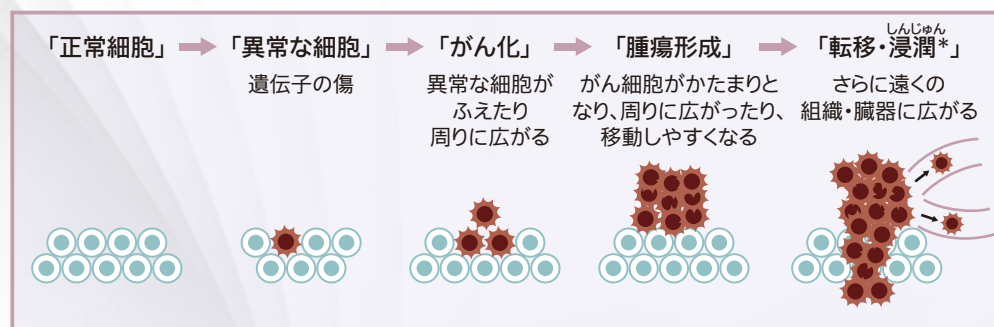 「正常細胞」
「異常な細胞」
遺伝子の傷
「がん化」
異常な細胞が
ふえたり
周りに広がる
「腫瘍形成」
がん細胞がかたまりと
なり、周りに広がったり、
移動しやすくなる
しんじゅん
「転移・浸潤*」
さらに遠くの
組織・臓器に広がる